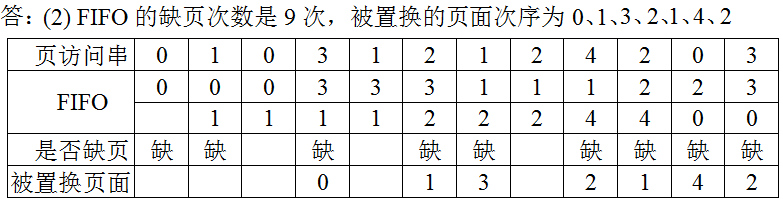 答：(2) FIFO 的缺页次数是 9 次，被置换的页面次序为 0、1、3、2、1、4、2
页访问串 0 1 0 3 1 2 1 2 4 2 0 3
FIFO 0 0 0 3 3 3 1 1 1 2 2 3
1 1 1 1 2 2 2 4 4 0 0
是否缺页 缺 缺 缺 缺 缺 缺 缺 缺 缺
被置换页面 0 1 3 2 1 4 2